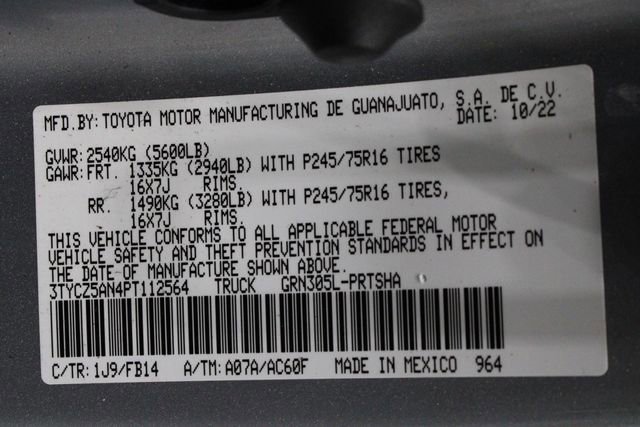 MFD.BY: TOYOTA MOTOR MANUFACTURING DE GUANAJUATO, S.A. DE C.V.
DATE: 10/22
GVWR: 2540KG (5600LB)
GAWR: FRT. 1335KG (2940LB) WITH P245/75R16 TIRES
16X7J RIMS.
RR. 1490KG (3280LB) WITH P245/75R16 TIRES,
16X7J RIMS.
THIS VEHICLE CONFORMS TO ALL APPLICABLE FEDERAL MOTOR
VEHICLE SAFETY AND THEFT PREVENTION STANDARDS IN EFFECT ON
THE DATE OF MANUFACTURE SHOWN ABOVE.
3TYCZ5AN4PT112564 TRUCK GRN305L-PRTSHA
C/TR: 1J9/FB14 A/TM: A07A/AC60F MADE IN MEXICO 964